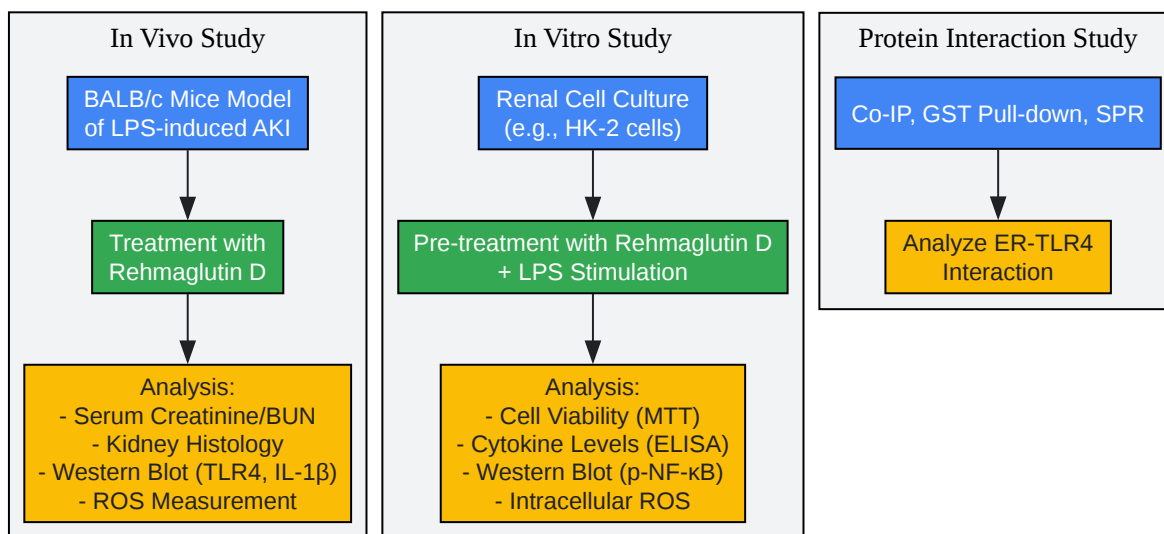 In Vivo Study
BALB/c Mice Model
of LPS-induced AKI
Treatment with
Rehmaglutin D
Analysis:
- Serum Creatinine/BUN
- Kidney Histology
- Western Blot (TLR4, IL-1β)
- ROS Measurement
In Vitro Study
Renal Cell Culture
(e.g., HK-2 cells)
Pre-treatment with Rehmaglutin D
+ LPS Stimulation
Analysis:
- Cell Viability (MTT)
- Cytokine Levels (ELISA)
- Western Blot (p-NF-κB)
- Intracellular ROS
Protein Interaction Study
Co-IP, GST Pull-down, SPR
Analyze ER-TLR4
Interaction